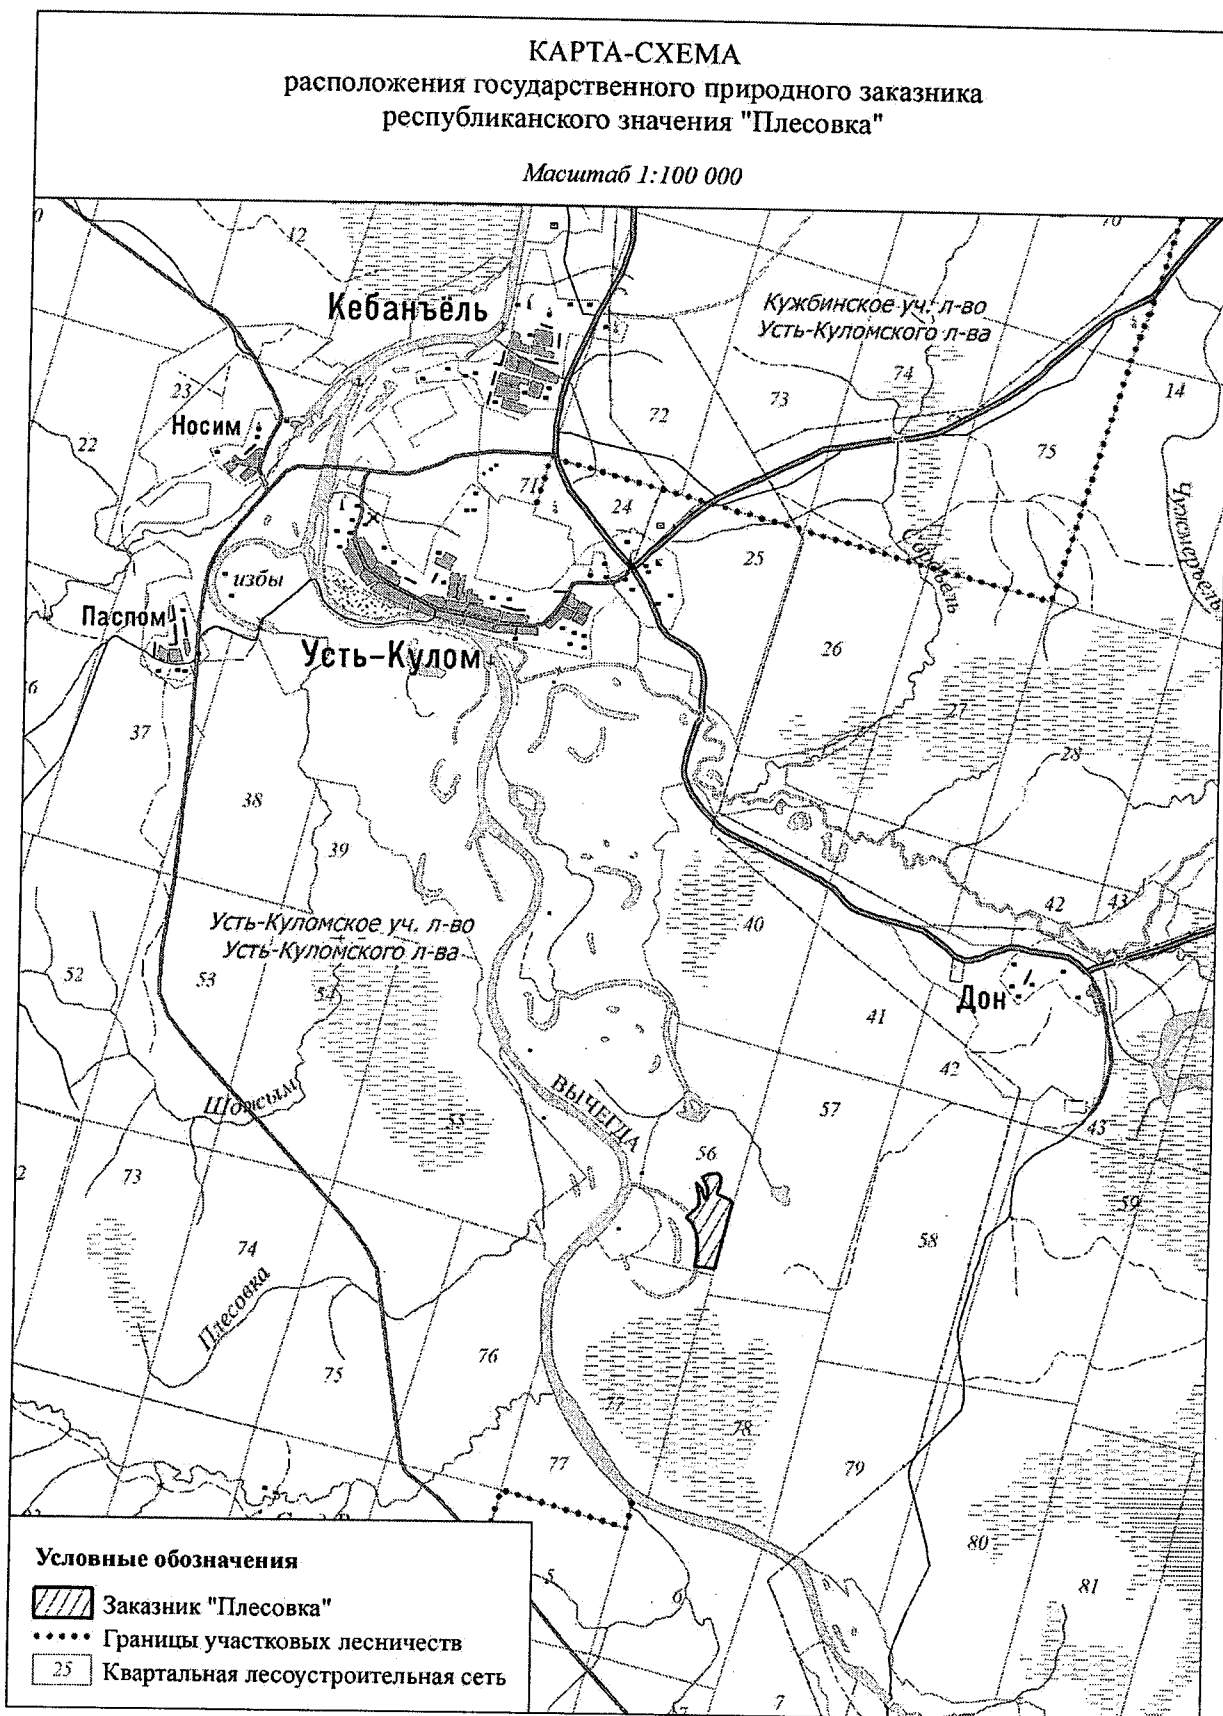 КАРТА-СХЕМА
расположения государственного природного заказника
республиканского значения "Плесовка"
Масштаб 1:100 000
12
Кебанъёль
Кужбинское уч. л-во
Усть-Куломского л-ва
23
74
73
14
72
Носим
22
75
71
24
Чужмеръёль
25
избы
Паспом
Усть-Кулом
26
27
37
28
38
39
42
43
40
Усть-Куломское уч. л-во
Усть-Куломского л-ва
52
53
54
Дон
41
42
ВЫЧЕГДА
57
55
43
56
73
59
74
58
Плесовка
76
75
77
78
77
79
80
81
Условные обозначения
Заказник "Плесовка"
Границы участковых лесничеств
25 Квартальная лесоустроительная сеть
5
6
7